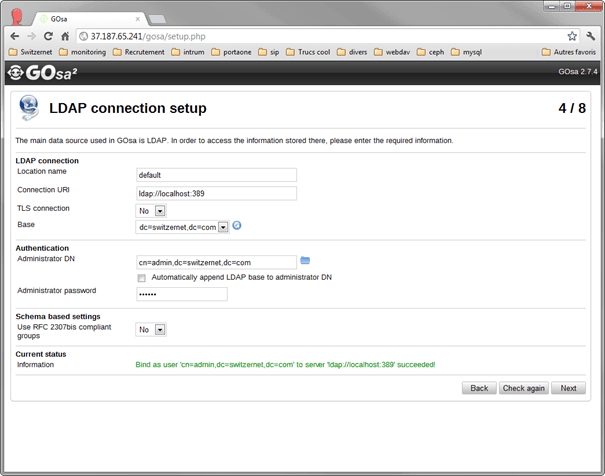 GOsa
37.187.65.241/gosa/setup.php
Switzernet monitoring Recrutement intrum portaone sip Trucs cool divers webdav ceph mysql Autres favoris
GOsa² GOsa 2.7.4
LDAP connection setup 4 / 8
The main data source used in GOsa is LDAP. In order to access the information stored there, please enter the required information.
LDAP connection
Location name default
Connection URI ldap://localhost:389
TLS connection No
Base dc=switzernet,dc=com
Authentication
Administrator DN cn=admin,dc=switzernet,dc=com
Automatically append LDAP base to administrator DN
Administrator password ••••••
Schema based settings
Use RFC 2307bis compliant No
groups
Current status
Information Bind as user 'cn=admin,dc=switzernet,dc=com' to server 'ldap://localhost:389' succeeded!
Back Check again Next